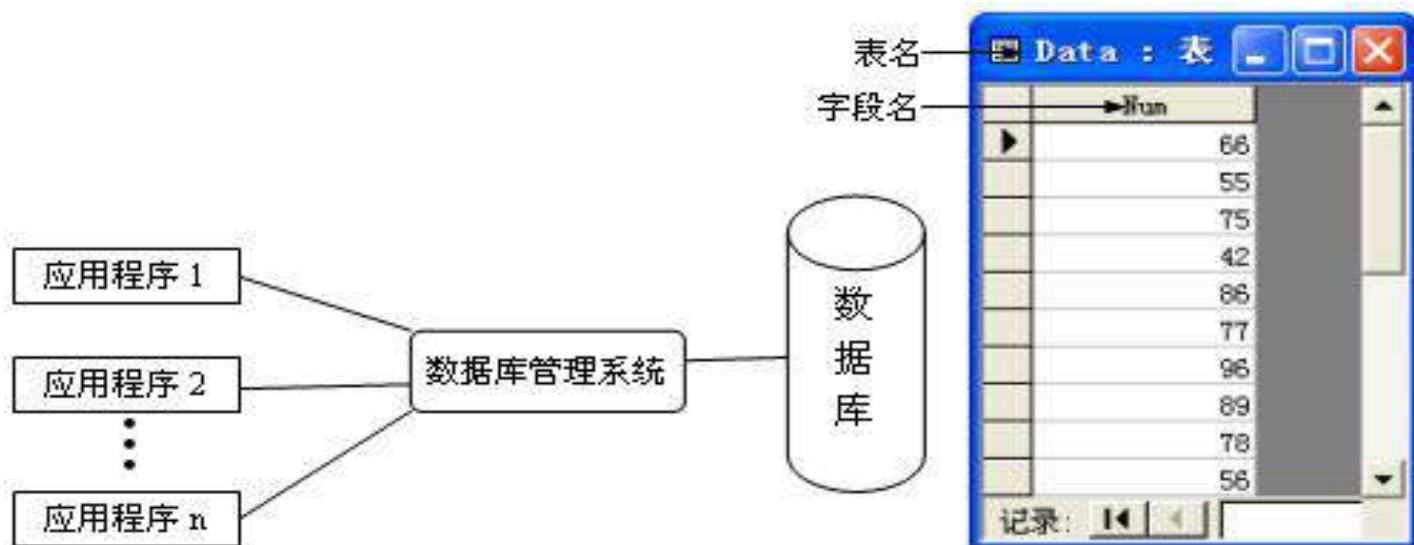 应用程序 1
应用程序 2
应用程序 n
数据库管理系统
数
据
库
表名
字段名
Data : 表
Num
66
55
75
42
86
77
96
89
78
56
记录: